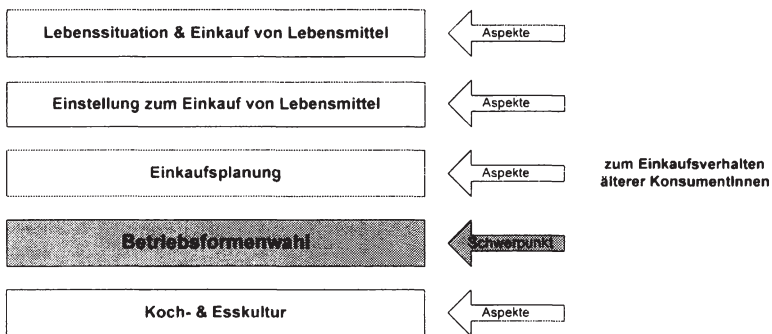 Lebenssituation & Einkauf von Lebensmittel
Aspekte
Einstellung zum Einkauf von Lebensmittel
Aspekte
Einkaufsplanung
Aspekte
zum Einkaufsverhalten
älterer KonsumentInnen
Betriebsformenwahl
Schwerpunkt
Koch- & Esskultur
Aspekte